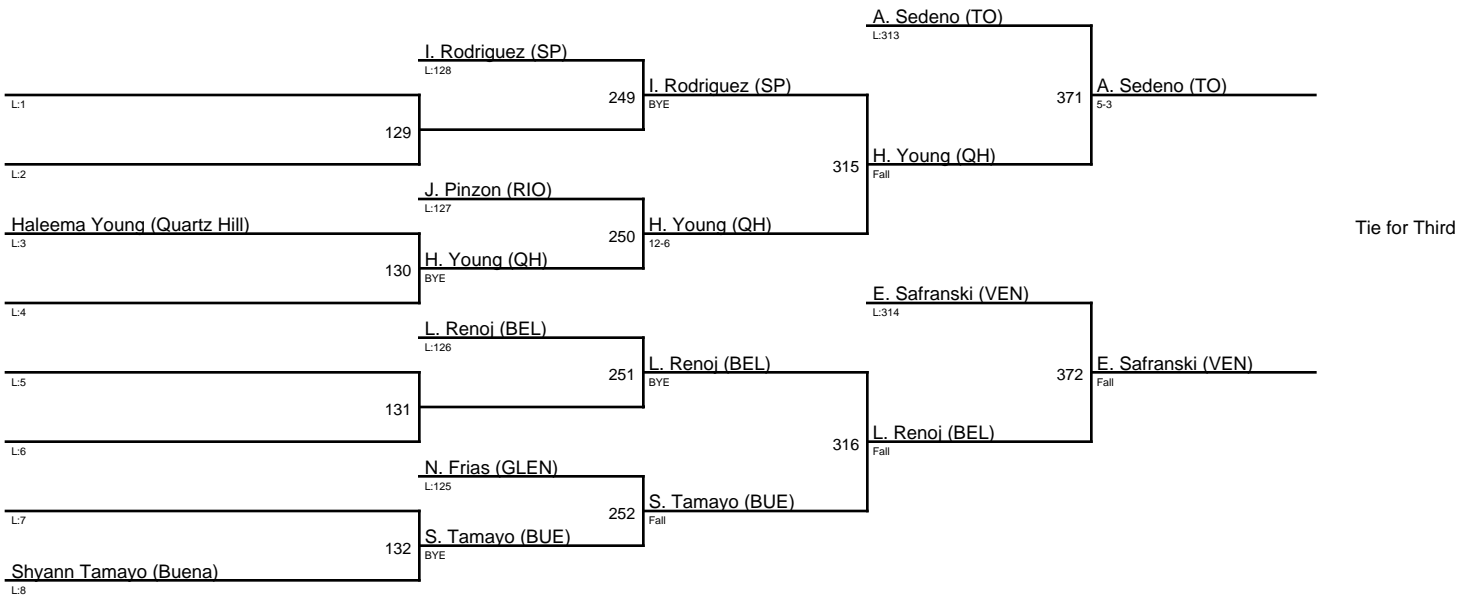 A. Sedeno (TO)
L:313
I. Rodriguez (SP)
L:128
249
I. Rodriguez (SP)
BYE
371
A. Sedeno (TO)
5-3
L:1
129
L:2
315
H. Young (QH)
Fall
J. Pinzon (RIO)
L:127
Haleema Young (Quartz Hill)
L:3
250
H. Young (QH)
12-6
Tie for Third
130
H. Young (QH)
BYE
L:4
E. Safranski (VEN)
L:314
L. Renoj (BEL)
L:126
251
L. Renoj (BEL)
BYE
372
E. Safranski (VEN)
Fall
L:5
131
L:6
316
L. Renoj (BEL)
Fall
N. Frias (GLEN)
L:125
L:7
252
S. Tamayo (BUE)
Fall
132
S. Tamayo (BUE)
BYE
Shyann Tamayo (Buena)
L:8